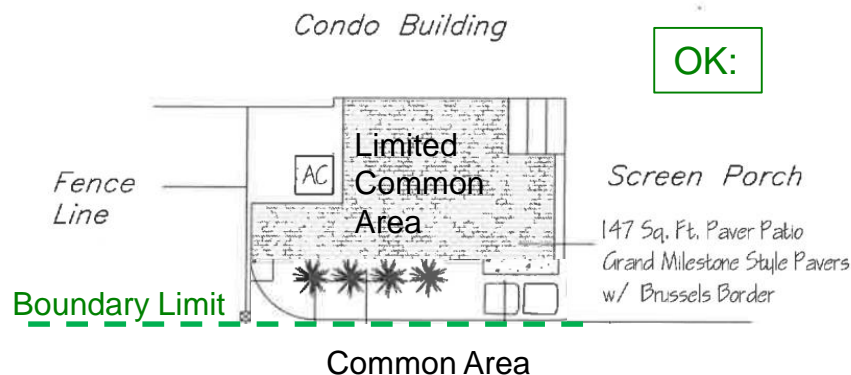 Condo Building
OK:
Limited
Common
Area
AC
Fence
Line
Screen Porch
147 Sq. Ft. Paver Patio
Grand Milestone Style Pavers
w/ Brussels Border
Boundary Limit
Common Area